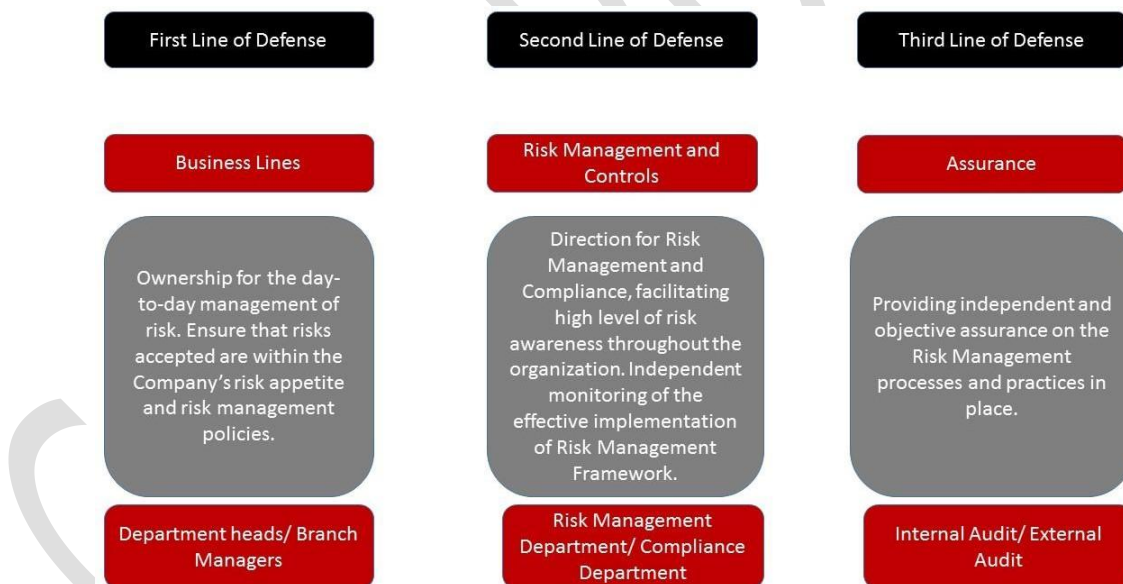 First Line of Defense
Second Line of Defense
Third Line of Defense
Business Lines
Risk Management and
Controls
Assurance
Ownership for the day-
to-day management of
risk. Ensure that risks
accepted are within the
Company's risk appetite
and risk management
policies.
Direction for Risk
Management and
Compliance, facilitating
high level of risk
awareness throughout the
organization. Independent
monitoring of the
effective implementation
of Risk Management
Framework.
Providing independent and
objective assurance on the
Risk Management
processes and practices in
place.
Department heads/ Branch
Managers
Risk Management
Department/ Compliance
Department
Internal Audit/ External
Audit